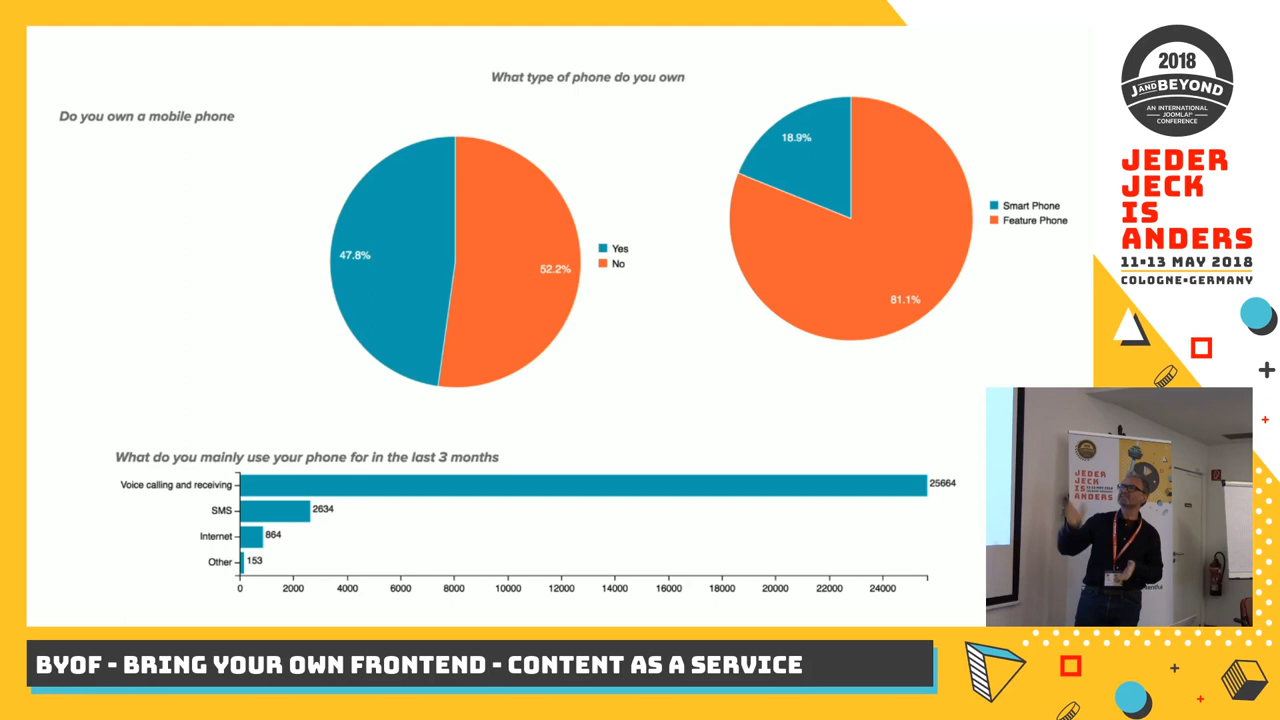 What type of phone do you own
Do you own a mobile phone
18.9%
81.1%
Smart Phone
Feature Phone
47.8%
52.2%
Yes
No
What do you mainly use your phone for in the last 3 months
Voice calling and receiving
25664
SMS
2634
Internet
864
Other
153
0 2000 4000 6000 8000 10000 12000 14000 16000 18000 20000 22000 24000
2018
J AND BEYOND
AN INTERNATIONAL
JOOMLA!®
CONFERENCE
JEDER
JECK
IS
ANDERS
11-13 MAY 2018
COLOGNE-GERMANY
JEDER
JECK
IS
ANDERS
BYOF - BRING YOUR OWN FRONTEND - CONTENT AS A SERVICE